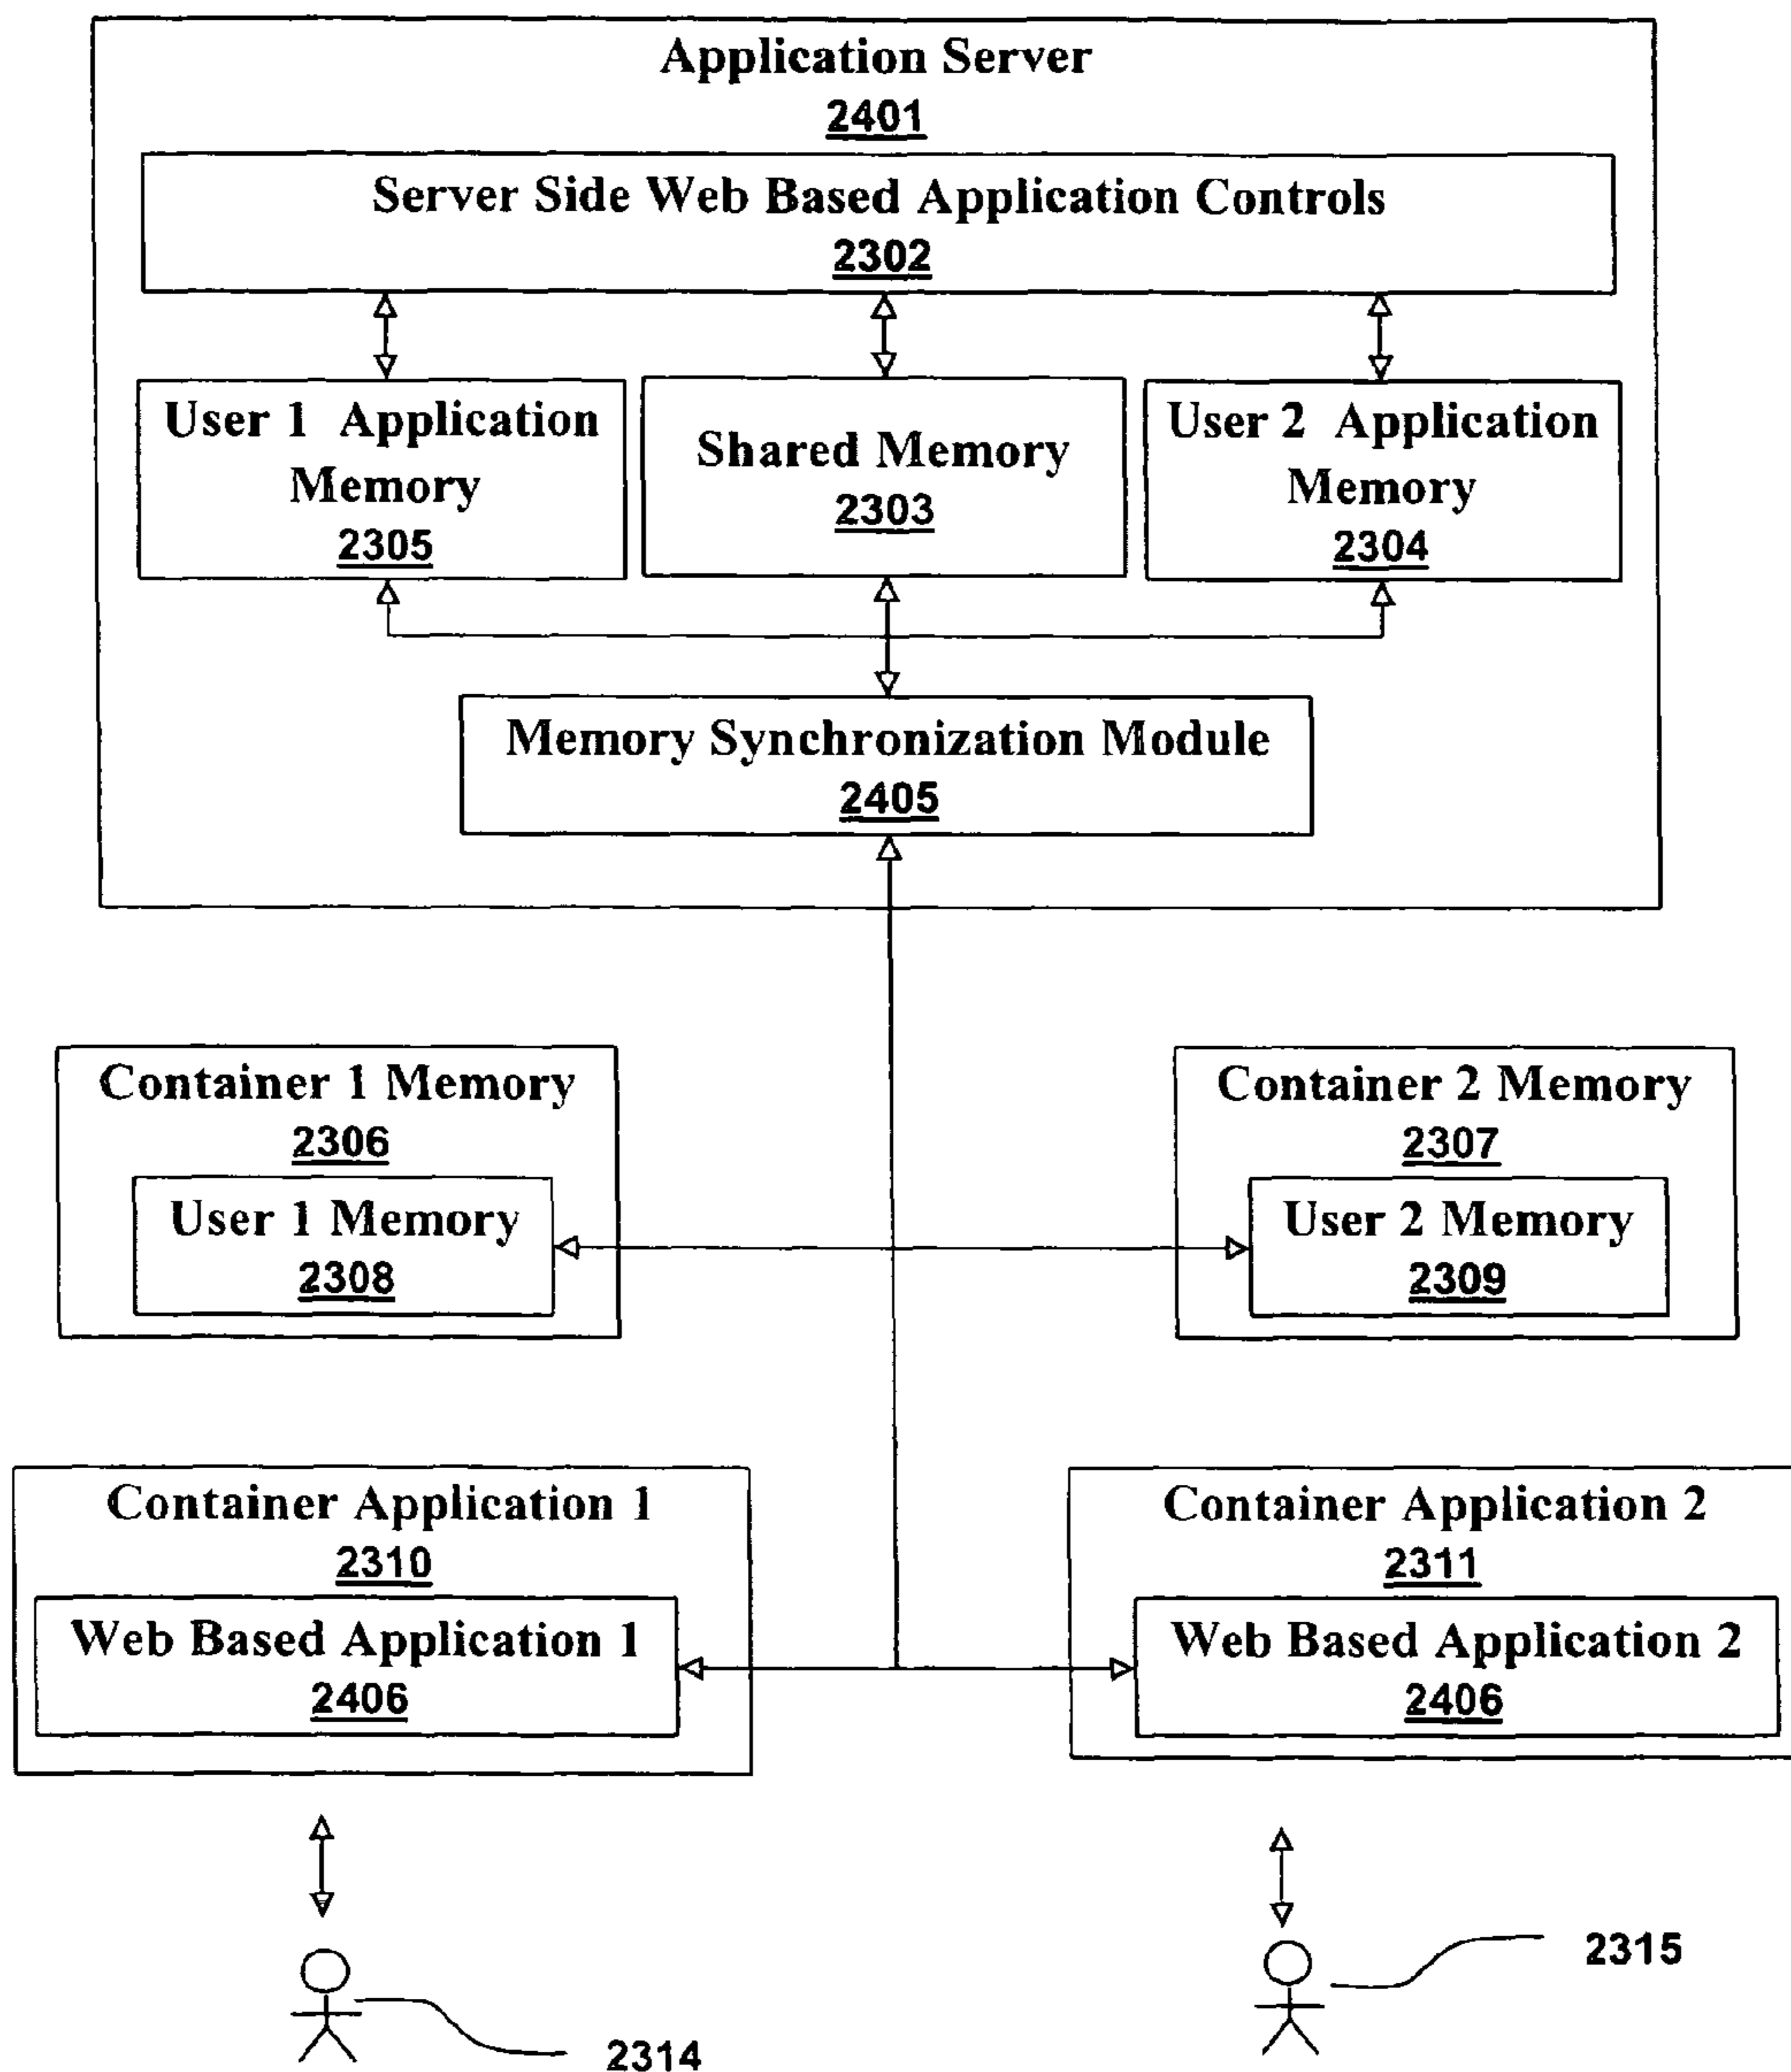 Application Server
2401
Server Side Web Based Application Controls
2302
User 1 Application
Memory
2305
Shared Memory
2303
User 2 Application
Memory
2304
Memory Synchronization Module
2405
Container 1 Memory
2306
User 1 Memory
2308
Container 2 Memory
2307
User 2 Memory
2309
Container Application 1
2310
Web Based Application 1
2406
Container Application 2
2311
Web Based Application 2
2406
2314
2315